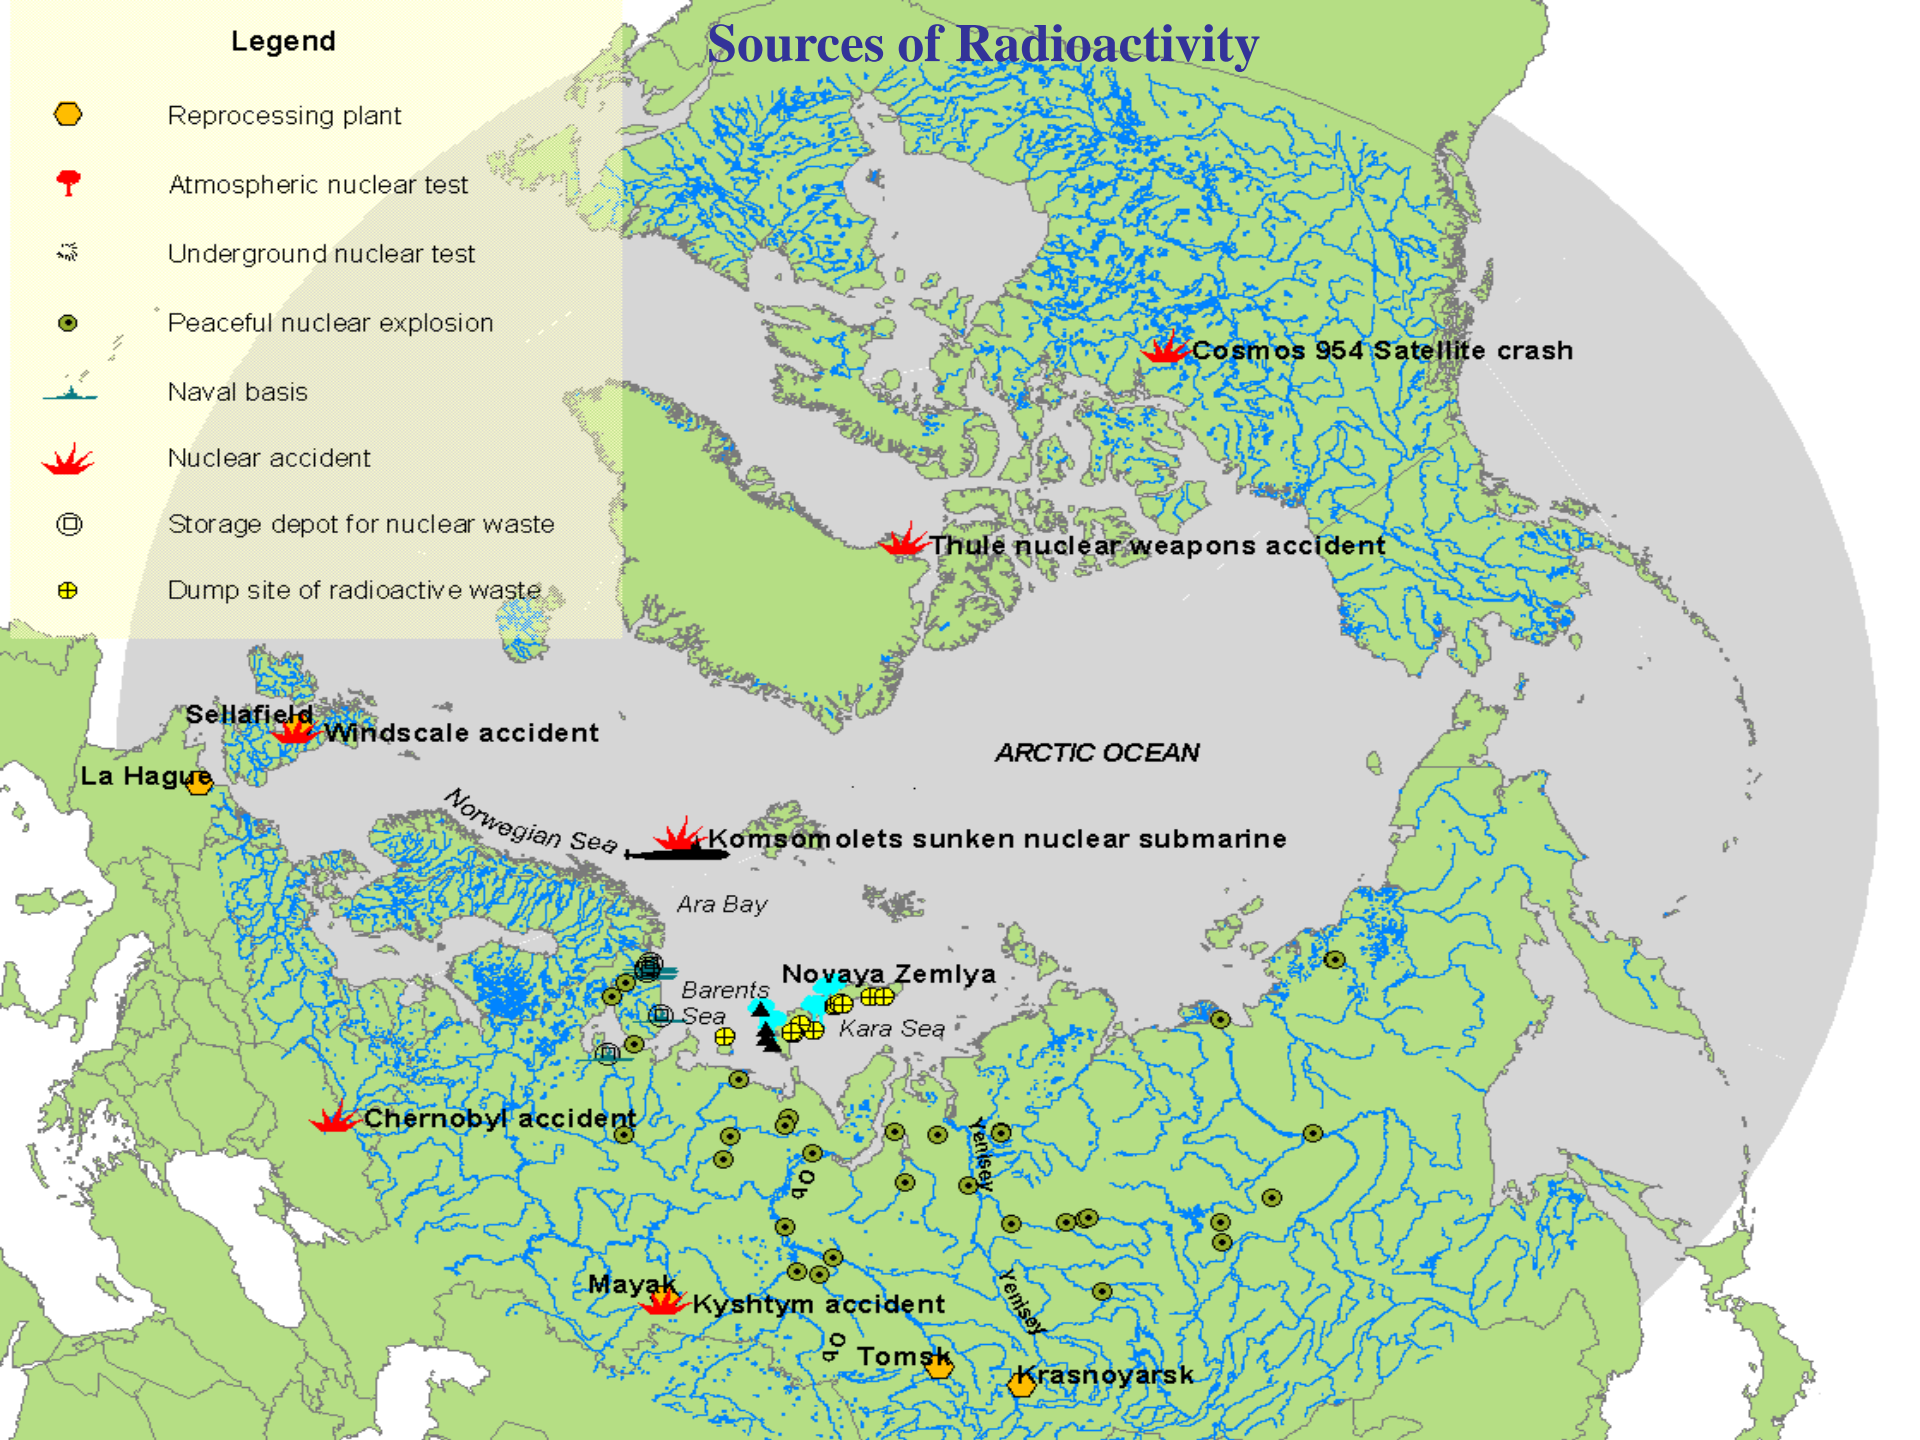 Sources of Radioactivity
Legend
Reprocessing plant
Atmospheric nuclear test
Underground nuclear test
Peaceful nuclear explosion
Naval basis
Nuclear accident
Storage depot for nuclear waste
Dump site of radioactive waste
Cosmos 954 Satellite crash
Thule nuclear weapons accident
Sellafield
Windscale accident
La Hague
ARCTIC OCEAN
Norwegian Sea
Komsomolets sunken nuclear submarine
Ara Bay
Novaya Zemlya
Barents
Sea
Kara Sea
Chernobyl accident
Yenisey
Ob
Mayak
Kyshtym accident
Yenisey
Ob
Tomsk
Krasnoyarsk